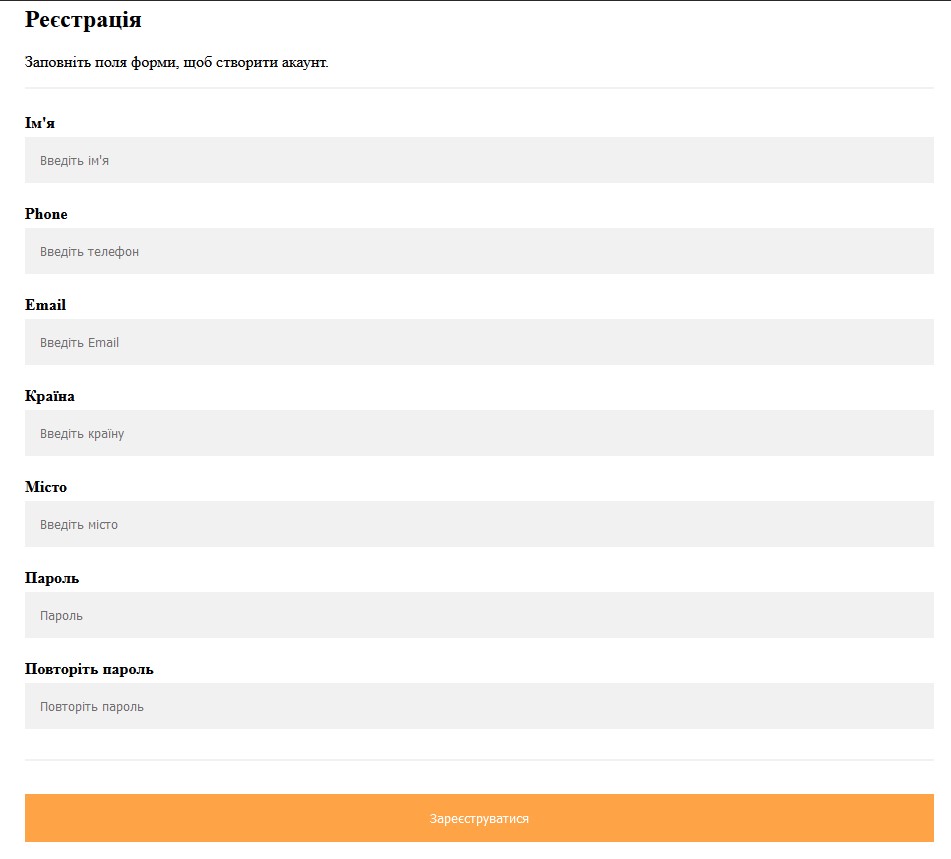 Реєстрація
Заповніть поля форми, щоб створити акаунт.
Ім'я
Введіть ім'я
Phone
Введіть телефон
Email
Введіть Email
Країна
Введіть країну
Місто
Введіть місто
Пароль
Пароль
Повторіть пароль
Повторіть пароль
Зареєструватися